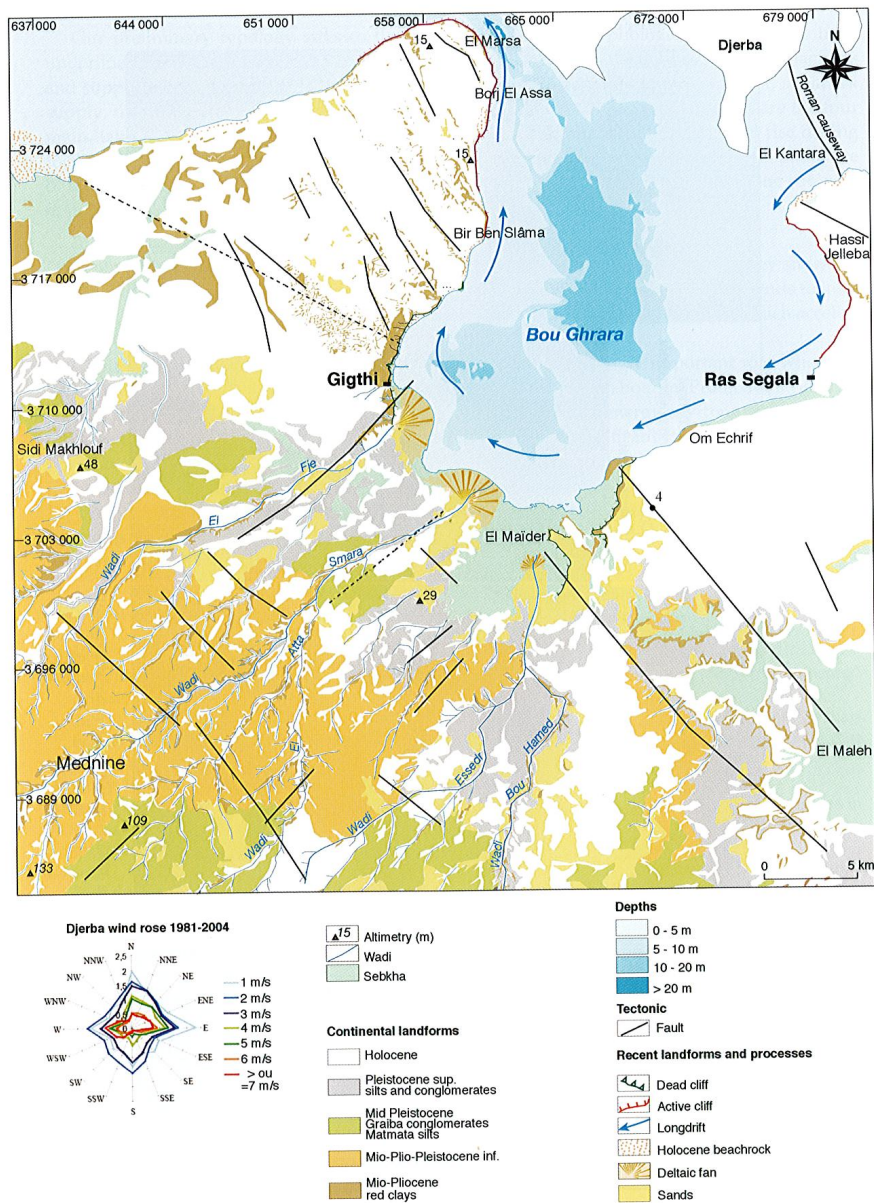 637 000 644 000 651 000 658 000 665 000 672 000 679 000
15
El Marsa
Djerba
N
Borj El Assa
Roman causeway
3 724 000
15
El Kantara
Bir Ben Slâma
Hassi
Jelleba
3 717 000
Bou Ghrara
Gigthi
Ras Segala
3 710 000
Om Echrif
Sidi Makhlouf
48
Wadi El Fje
4
3 703 000
El Maïder
Wadi Smara
29
Atta
3 696 000
El Maleh
Mednine
Wadi Essedr
Wadi Bou Hamed
3 689 000
Wadi El
109
133
0 5 km
Djerba wind rose 1981-2004
N
NNW NNE
NW NE
WNW ENE
W E
WSW ESE
SW SE
SSW SSE
S
2,5
2
1,5
1
0
1 m/s
2 m/s
3 m/s
4 m/s
5 m/s
6 m/s
> ou
=7 m/s
15 Altimetry (m)
Wadi
Sebkha
Continental landforms
Holocene
Pleistocene sup.
silts and conglomerates
Mid Pleistocene
Graiba conglomerates
Matmata silts
Mio-Plio-Pleistocene inf.
Mio-Pliocene
red clays
Depths
0 - 5 m
5 - 10 m
10 - 20 m
> 20 m
Tectonic
Fault
Recent landforms and processes
Dead cliff
Active cliff
Longdrift
Holocene beachrock
Deltaic fan
Sands